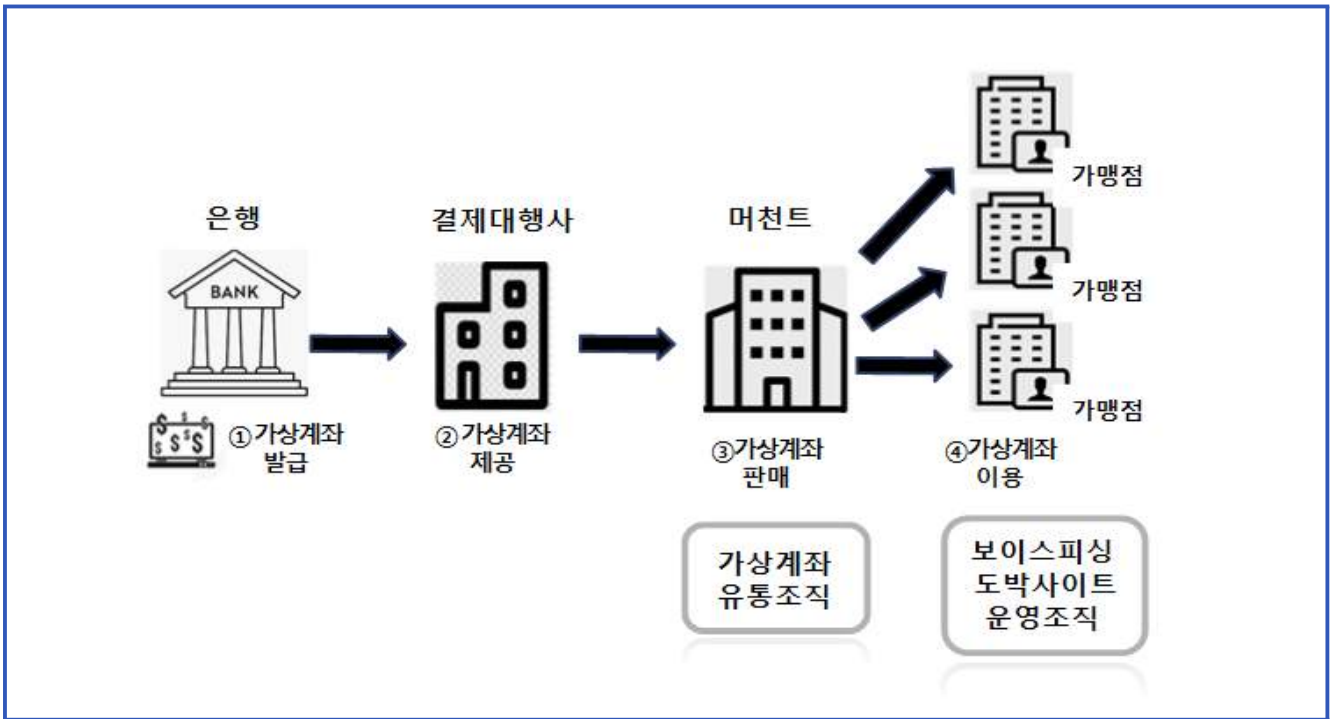 은행
결제대행사
머천트
가맹점
가맹점
가맹점
BANK
①가상계좌
발급
②가상계좌
제공
③가상계좌
판매
④가상계좌
이용
가상계좌
유통조직
보이스피싱
도박사이트
운영조직
$ $ $
$ $ $ $